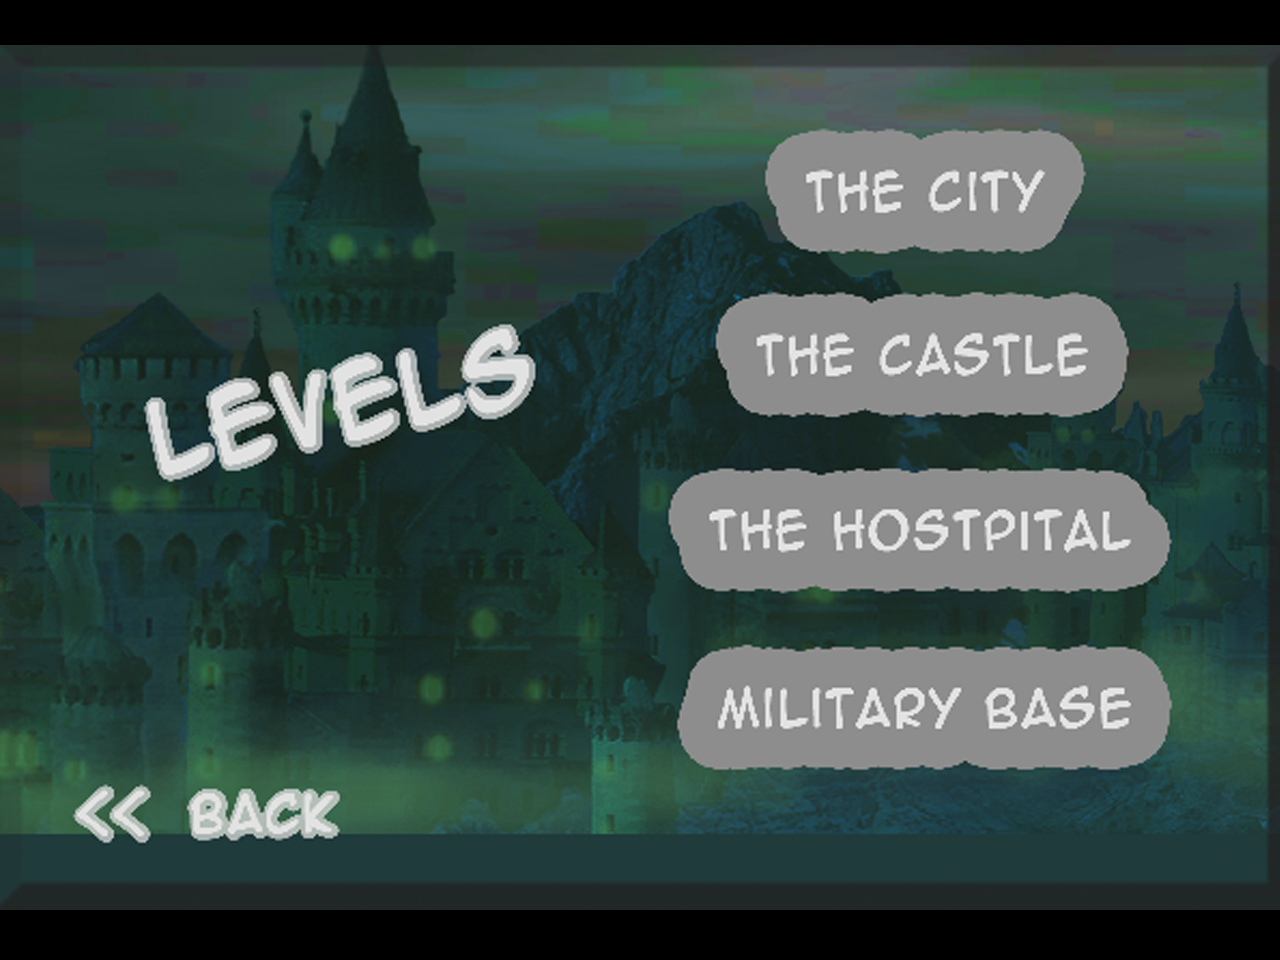 LEVELS
THE CITY
THE CASTLE
THE HOSTPITAL
MILITARY BASE
<< BACK